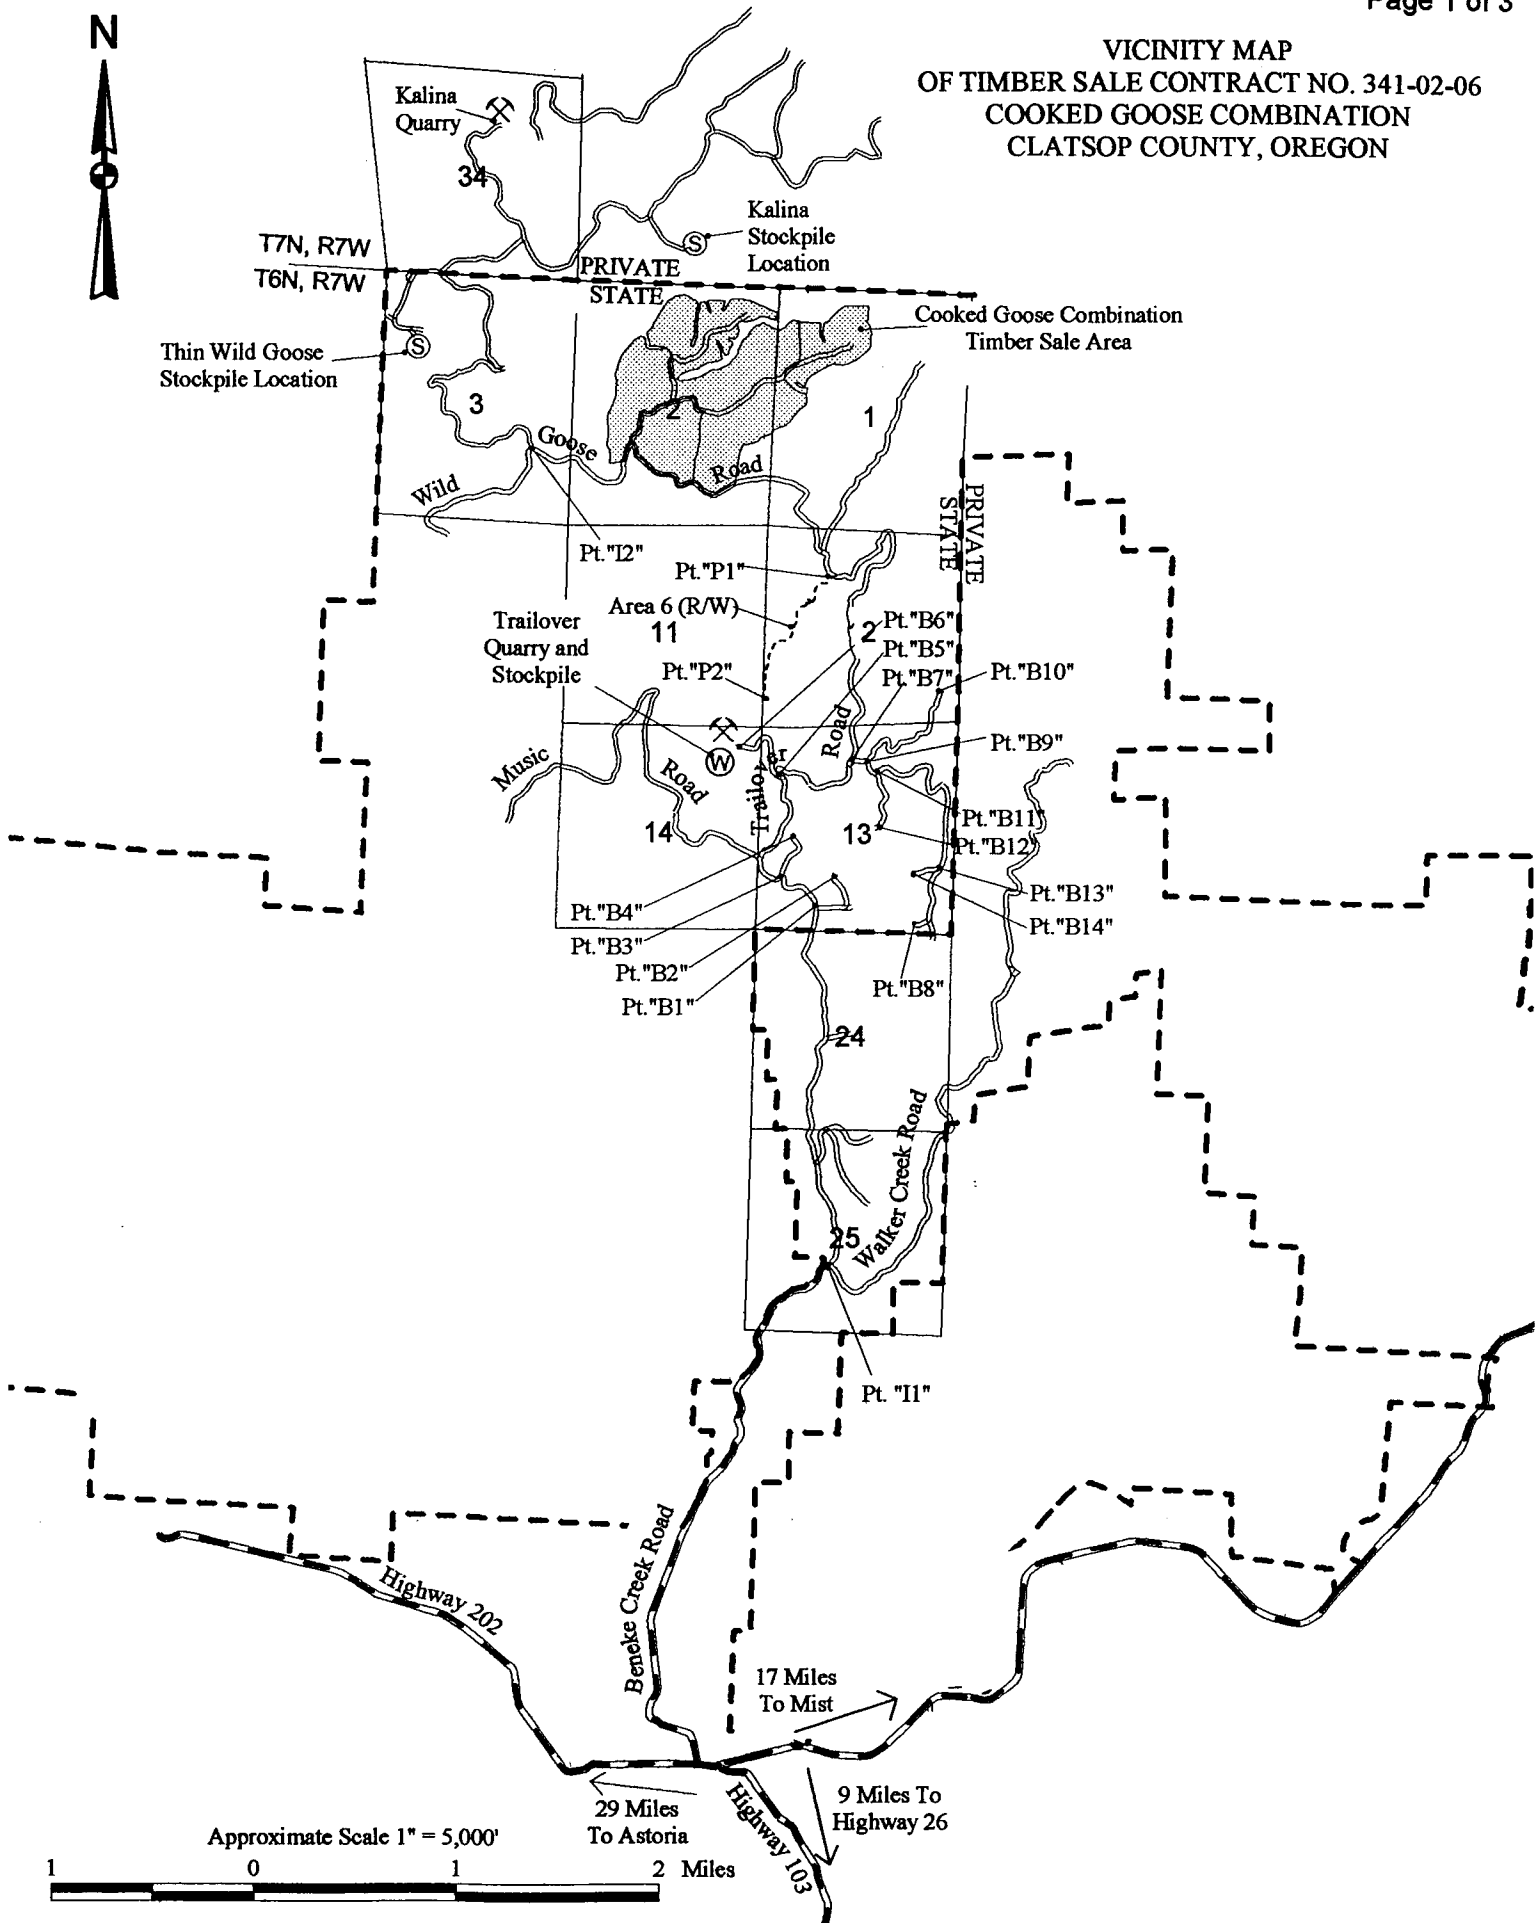 Page 1 of 3
N
VICINITY MAP
OF TIMBER SALE CONTRACT NO. 341-02-06
COOKED GOOSE COMBINATION
CLATSOP COUNTY, OREGON
Kalina
Quarry
34
Kalina
Stockpile
Location
T7N, R7W
T6N, R7W
PRIVATE
STATE
Cooked Goose Combination
Timber Sale Area
Thin Wild Goose
Stockpile Location
S
S
3
2
1
Wild
Goose
Road
PRIVATE
STATE
Pt."I2"
Pt."P1"
Area 6 (R/W)
11
2
Trailover
Quarry and
Stockpile
Pt."P2"
Pt."B6"
Pt."B5"
Pt."B7"
Pt."B10"
Pt."B9"
Music
Road
W
Trailover
Road
14
13
Pt."B11"
Pt."B12"
Pt."B13"
Pt."B14"
Pt."B4"
Pt."B3"
Pt."B2"
Pt."B1"
Pt."B8"
24
Walker Creek Road
25
Pt. "I1"
Beneke Creek Road
Highway 202
17 Miles
To Mist
29 Miles
To Astoria
9 Miles To
Highway 26
Highway 103
Approximate Scale 1" = 5,000'
1 0 1 2 Miles